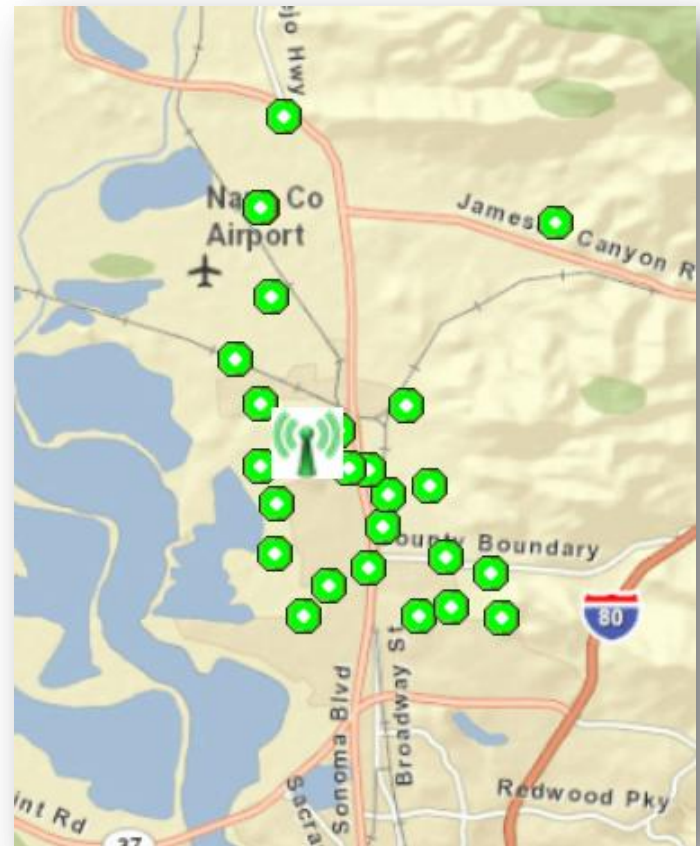 jo Hwy
Na Co
Airport
James Canyon R
ounty Boundary
80
Broadway St
Sonoma Blvd
Redwood Pky
Sacra
int Rd
37